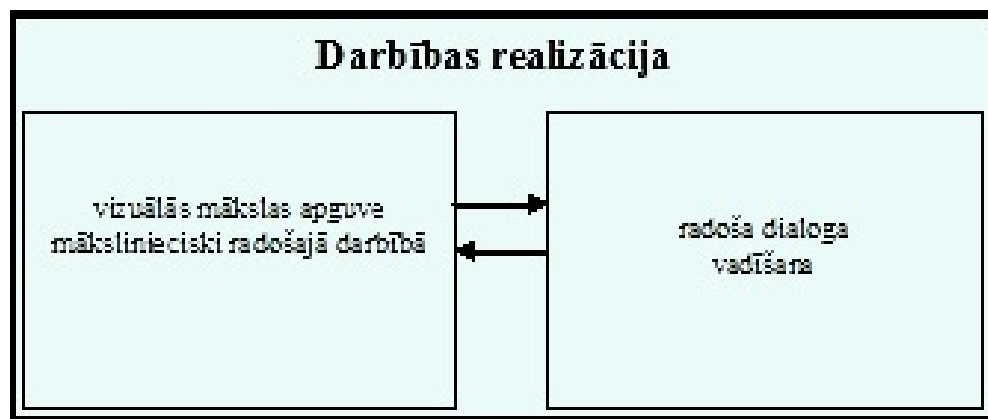 Darbības realizācija
vizuālās mākslas apguve
mākslinieciski radošajā darbībā
radoša dialoga
vadīšana